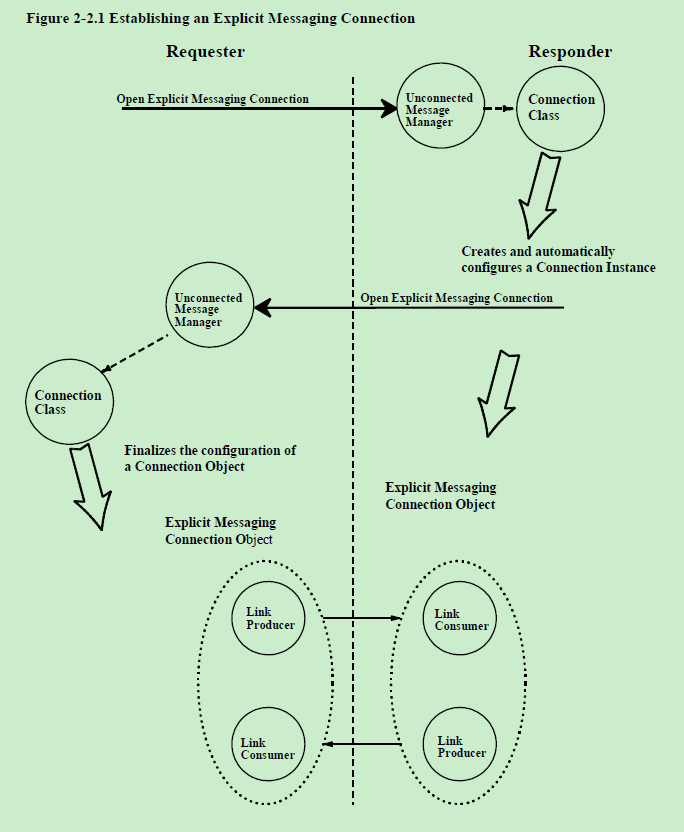 Figure 2-2.1 Establishing an Explicit Messaging Connection
Requester
Responder
Open Explicit Messaging Connection
Unconnected
Message
Manager
Connection
Class
Creates and automatically
configures a Connection Instance
Unconnected
Message
Manager
Open Explicit Messaging Connection
Connection
Class
Finalizes the configuration of
a Connection Object
Explicit Messaging
Connection Object
Explicit Messaging
Connection Object
Link
Producer
Link
Consumer
Link
Consumer
Link
Producer